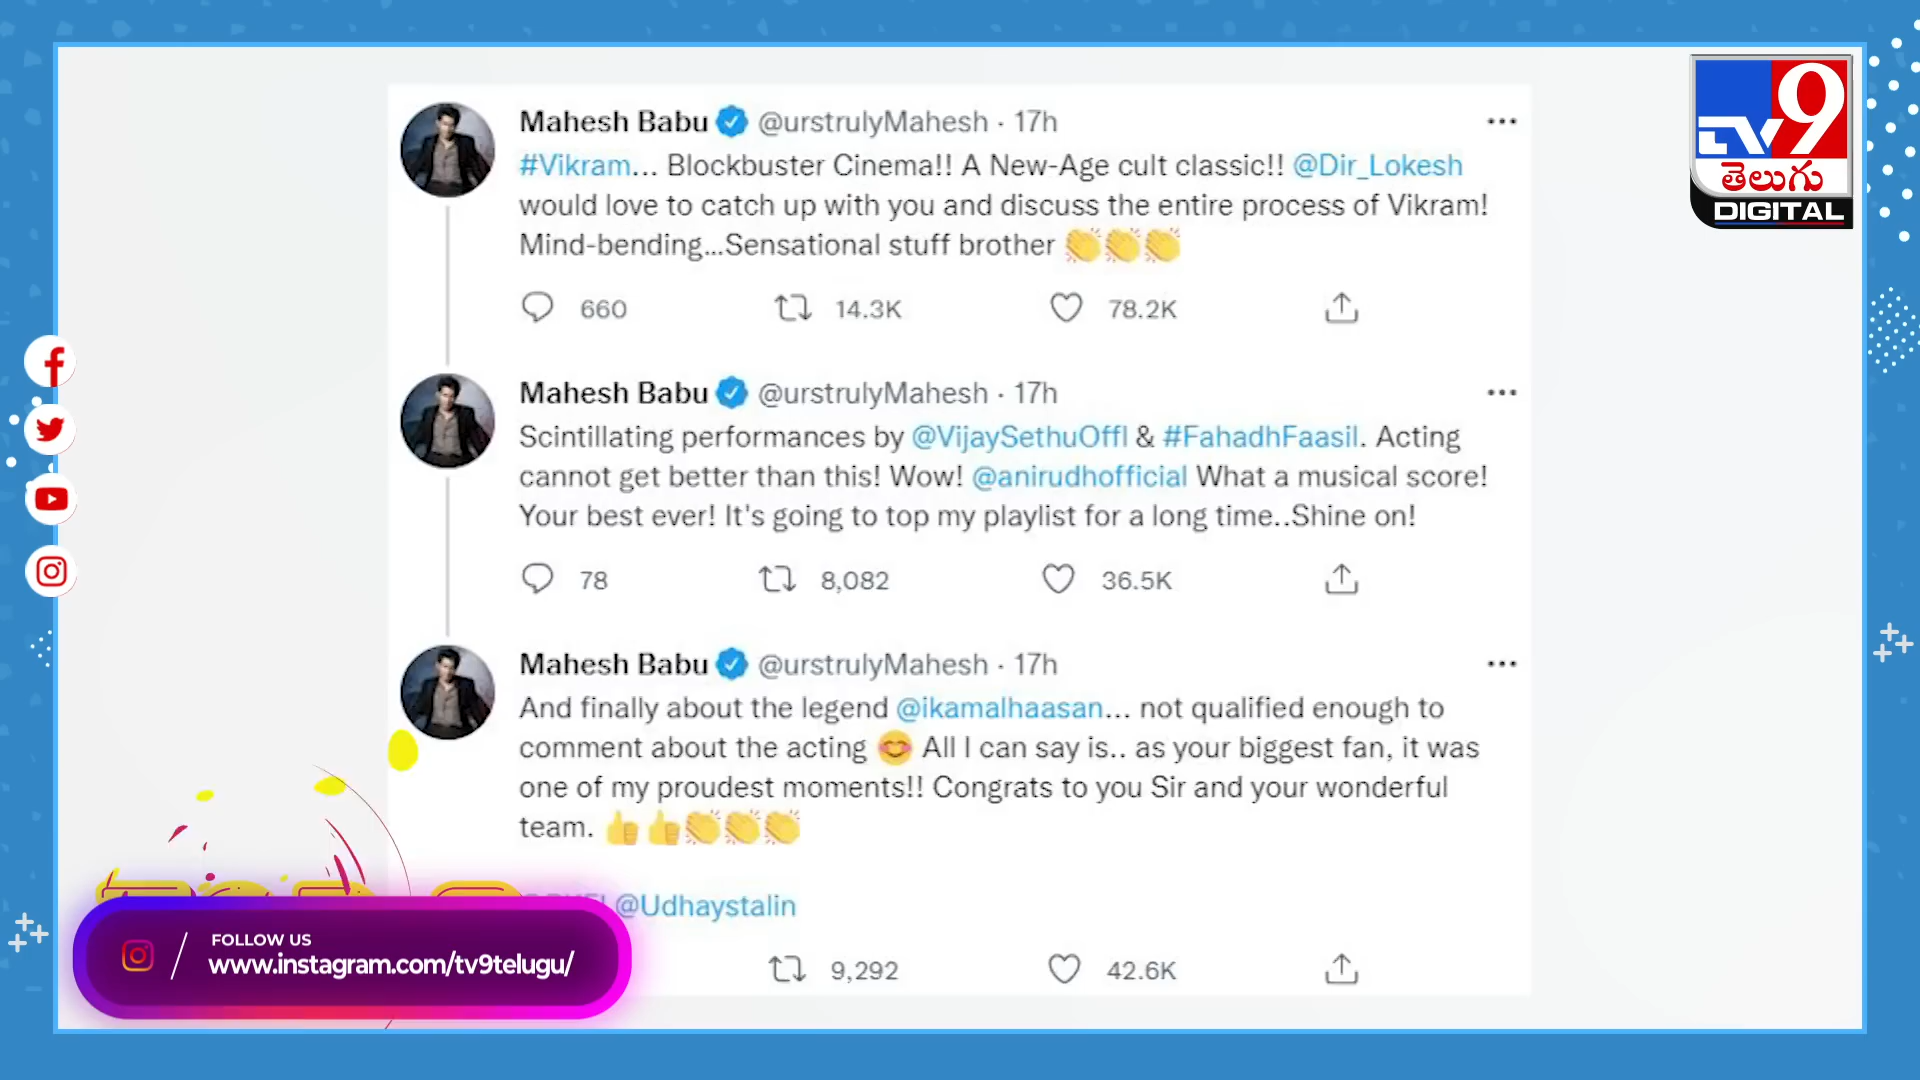 Mahesh Babu @urstrulyMahesh · 17h
#Vikram... Blockbuster Cinema!! A New-Age cult classic!! @Dir_Lokesh
would love to catch up with you and discuss the entire process of Vikram!
Mind-bending...Sensational stuff brother 👏👏👏
660 14.3K 78.2K
Mahesh Babu @urstrulyMahesh · 17h
Scintillating performances by @VijaySethuOffl & #FahadhFaasil. Acting
cannot get better than this! Wow! @anirudhofficial What a musical score!
Your best ever! It's going to top my playlist for a long time..Shine on!
78 8,082 36.5K
Mahesh Babu @urstrulyMahesh · 17h
And finally about the legend @ikamalhaasan... not qualified enough to
comment about the acting 😊 All I can say is.. as your biggest fan, it was
one of my proudest moments!! Congrats to you Sir and your wonderful
team. 👍👍👏👏👏
@Udhaystalin
9,292 42.6K
TV9
తెలుగు
DIGITAL
FOLLOW US
www.instagram.com/tv9telugu/